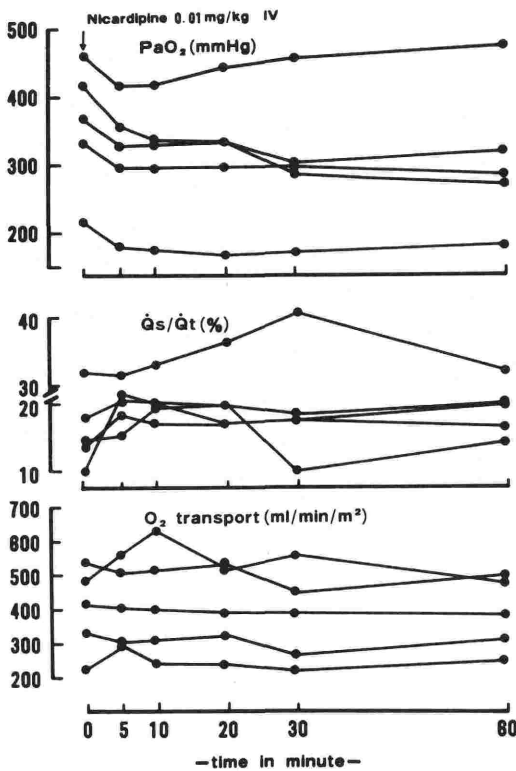 Nicardipine 0.01 mg/kg IV
PaO₂ (mmHg)
500
400
300
200
Q̇s/Q̇t (%)
40
30
20
10
O₂ transport (ml/min/m²)
700
600
500
400
300
200
0 5 10 20 30 60
—time in minute—